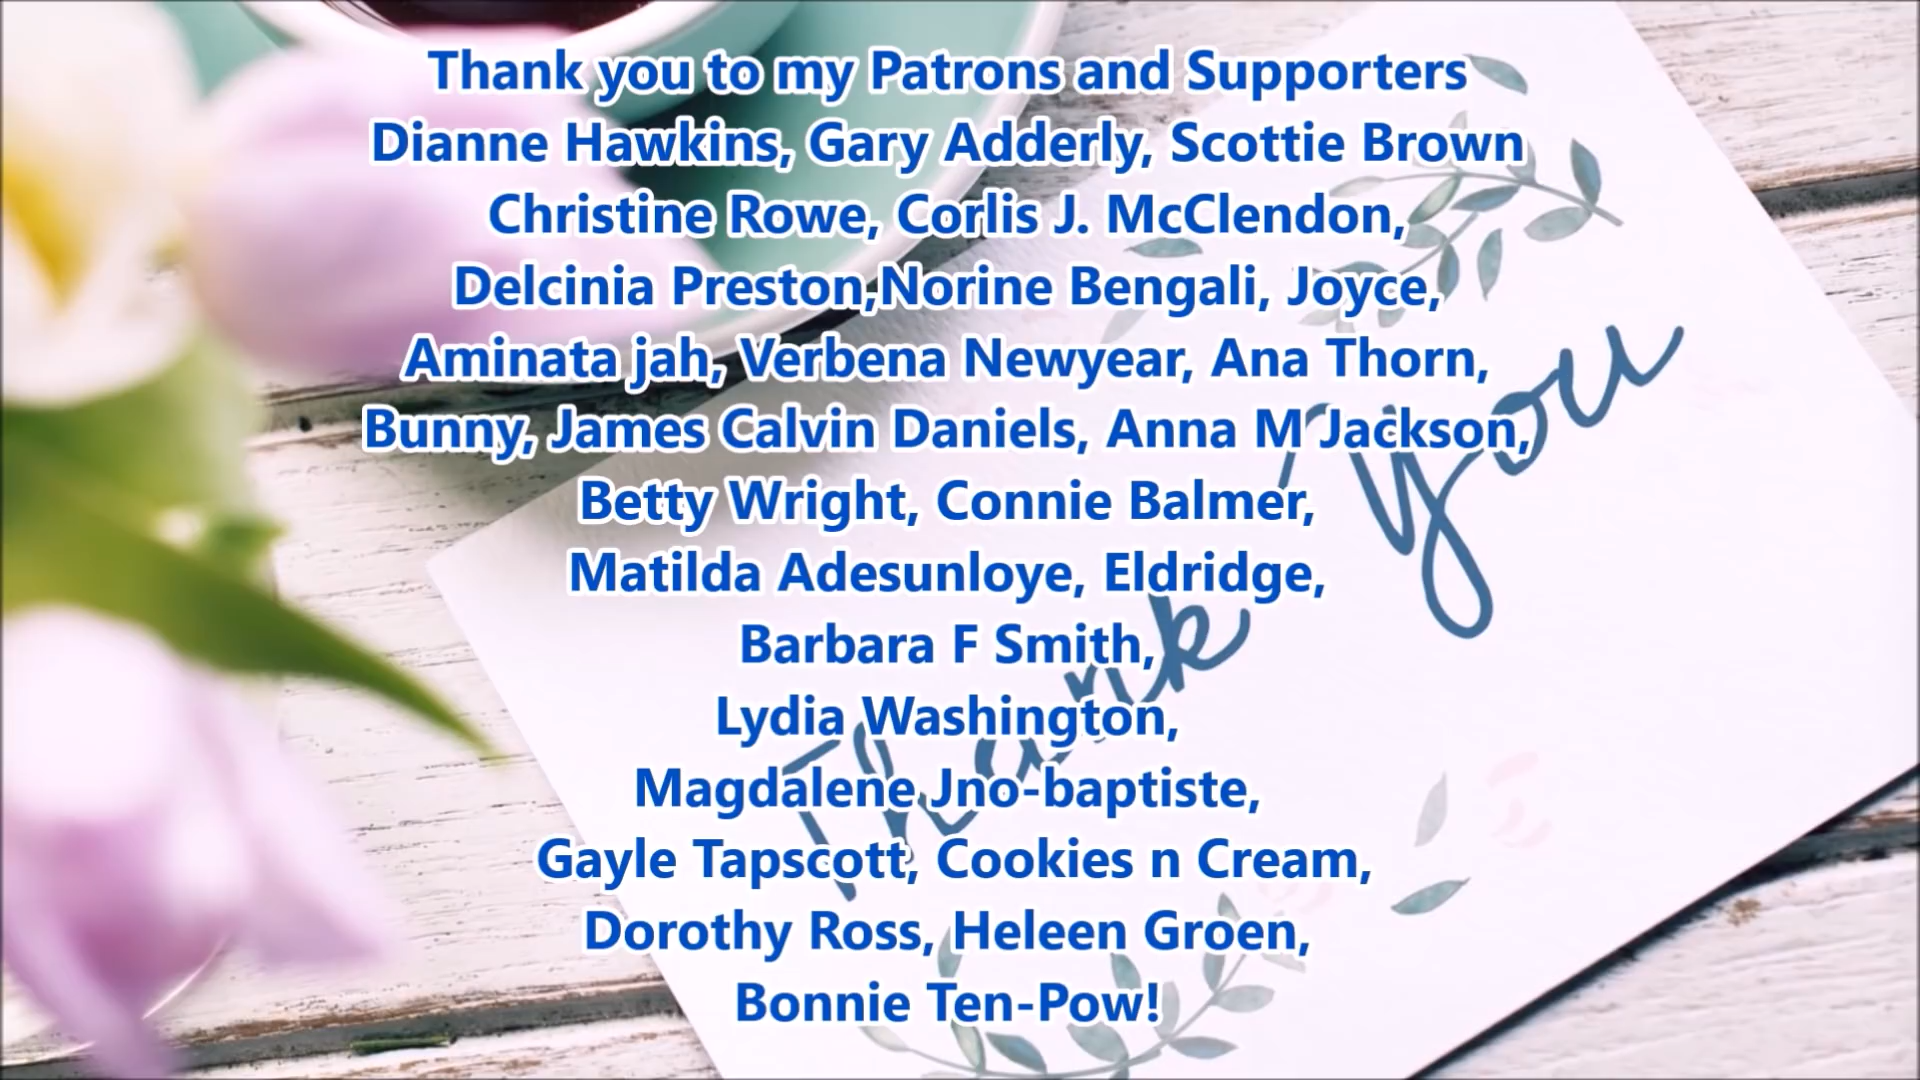 Thank you to my Patrons and Supporters
Dianne Hawkins, Gary Adderly, Scottie Brown
Christine Rowe, Corlis J. McClendon,
Delcinia Preston,Norine Bengali, Joyce,
Aminata jah, Verbena Newyear, Ana Thorn,
Bunny, James Calvin Daniels, Anna M Jackson,
Betty Wright, Connie Balmer,
Matilda Adesunloye, Eldridge,
Barbara F Smith,
Lydia Washington,
Magdalene Jno-baptiste,
Gayle Tapscott, Cookies n Cream,
Dorothy Ross, Heleen Groen,
Bonnie Ten-Pow!
Thank You